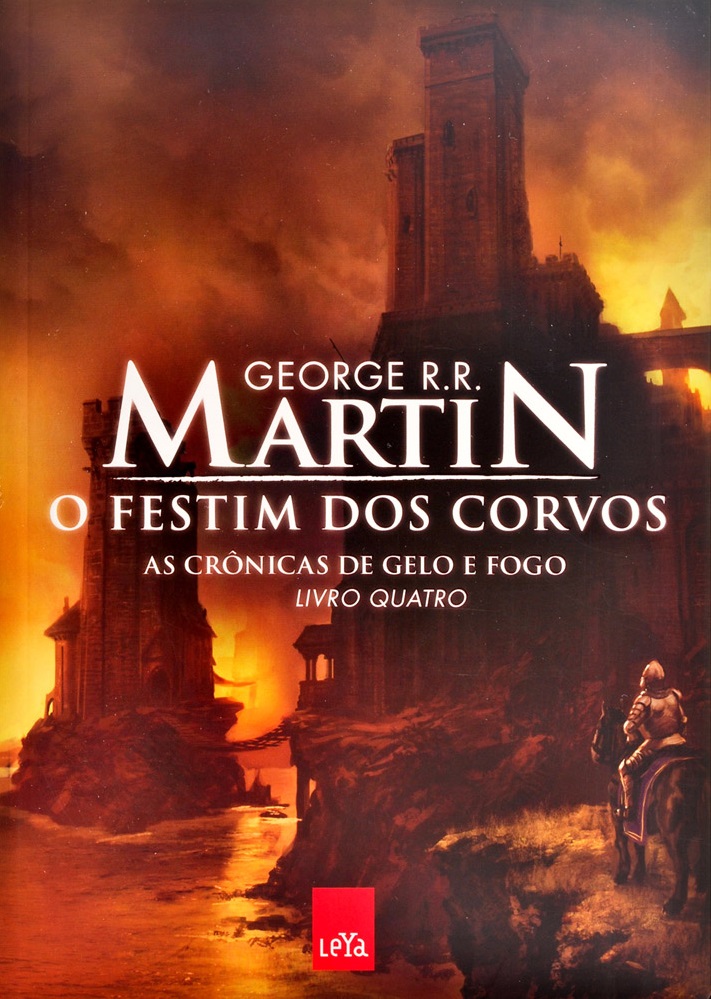 GEORGE R.R.
MARTIN
O FESTIM DOS CORVOS
AS CRÔNICAS DE GELO E FOGO
LIVRO QUATRO
LeYa